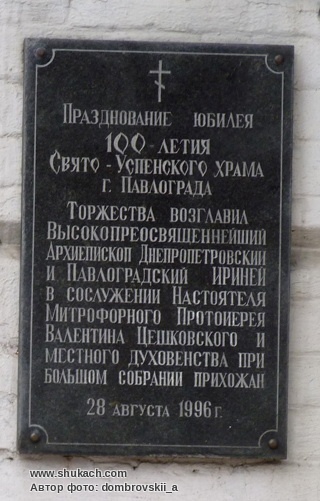 Празднование юбилея
100-летия
Свято-Успенского храма
г. Павлограда
Торжества возглавил
Высокопреосвященнейший
Архиепископ Днепропетровский
и Павлоградский Ириней
в сослужении Настоятеля
Митрофорного Протоиерея
Валентина Цешковского и
местного духовенства при
большом собрании прихожан
28 августа 1996 г.
www.shukach.com
Автор фото: dombrovskii_a